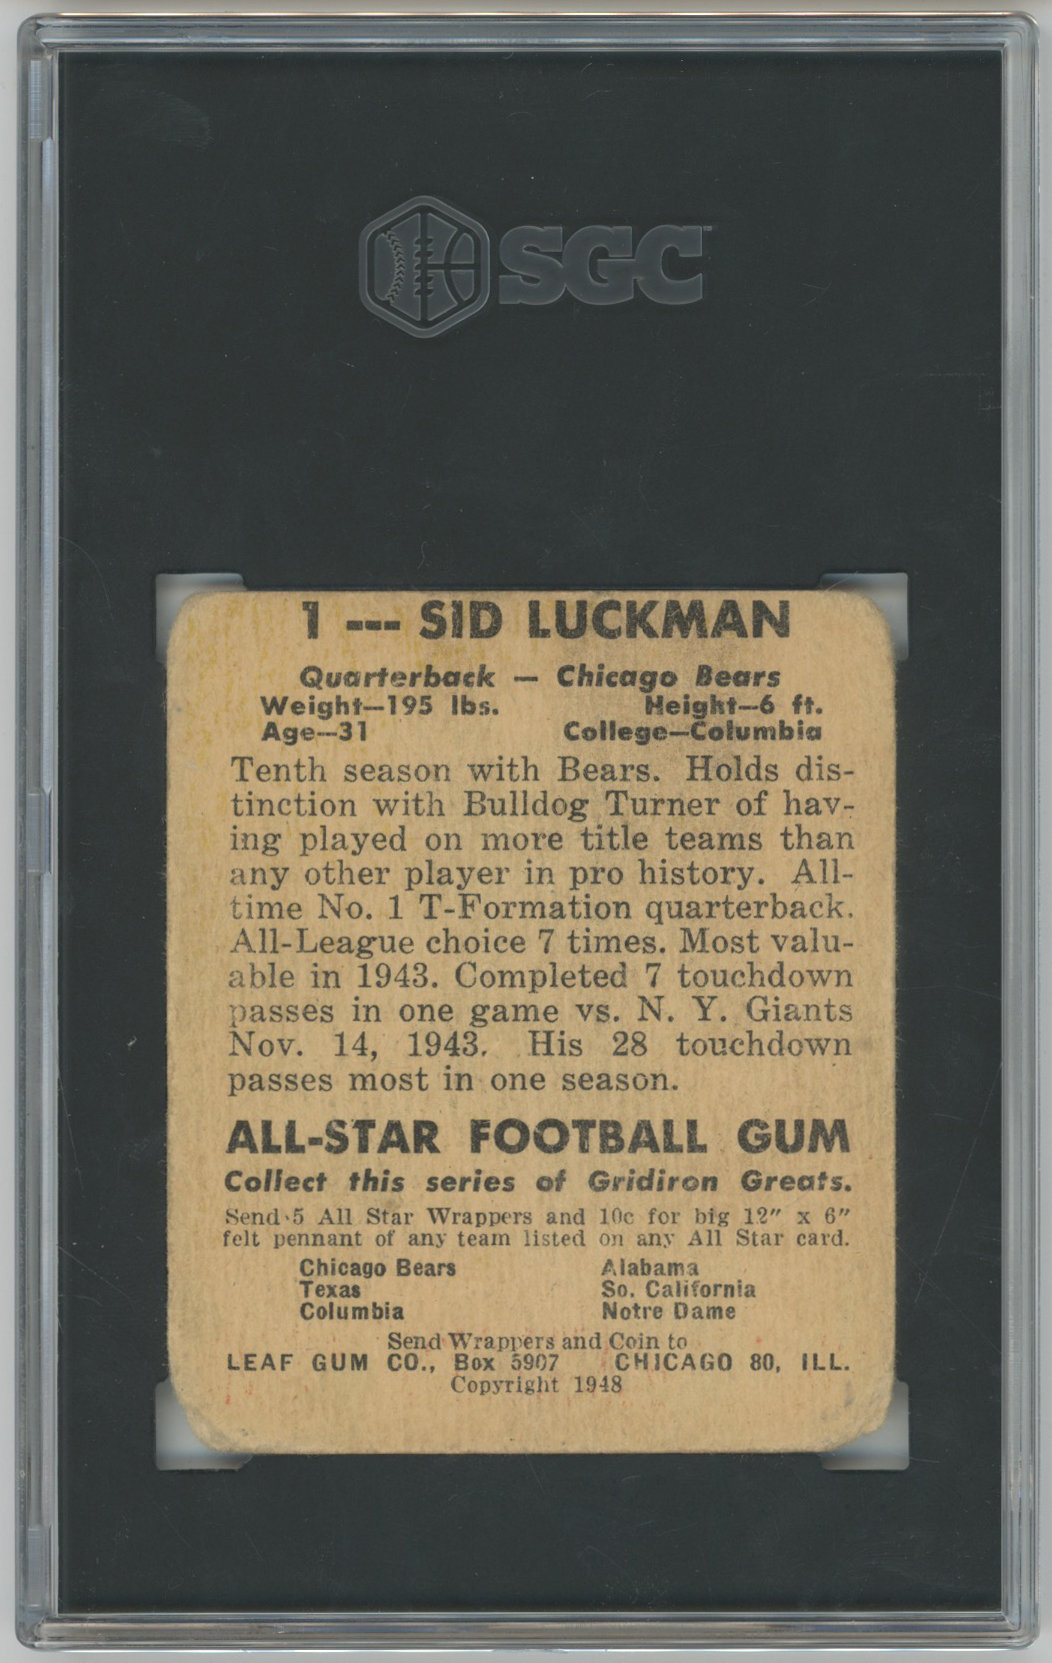 SGC
1 --- SID LUCKMAN
Quarterback — Chicago Bears
Weight—195 lbs. Height—6 ft.
Age—31 College—Columbia
Tenth season with Bears. Holds dis-
tinction with Bulldog Turner of hav-
ing played on more title teams than
any other player in pro history. All-
time No. 1 T-Formation quarterback.
All-League choice 7 times. Most valu-
able in 1943. Completed 7 touchdown
passes in one game vs. N. Y. Giants
Nov. 14, 1943. His 28 touchdown
passes most in one season.
ALL-STAR FOOTBALL GUM
Collect this series of Gridiron Greats.
Send 5 All Star Wrappers and 10c for big 12″ x 6″
felt pennant of any team listed on any All Star card.
Chicago Bears Alabama
Texas So. California
Columbia Notre Dame
Send Wrappers and Coin to
LEAF GUM CO., Box 5907 CHICAGO 80, ILL.
Copyright 1948